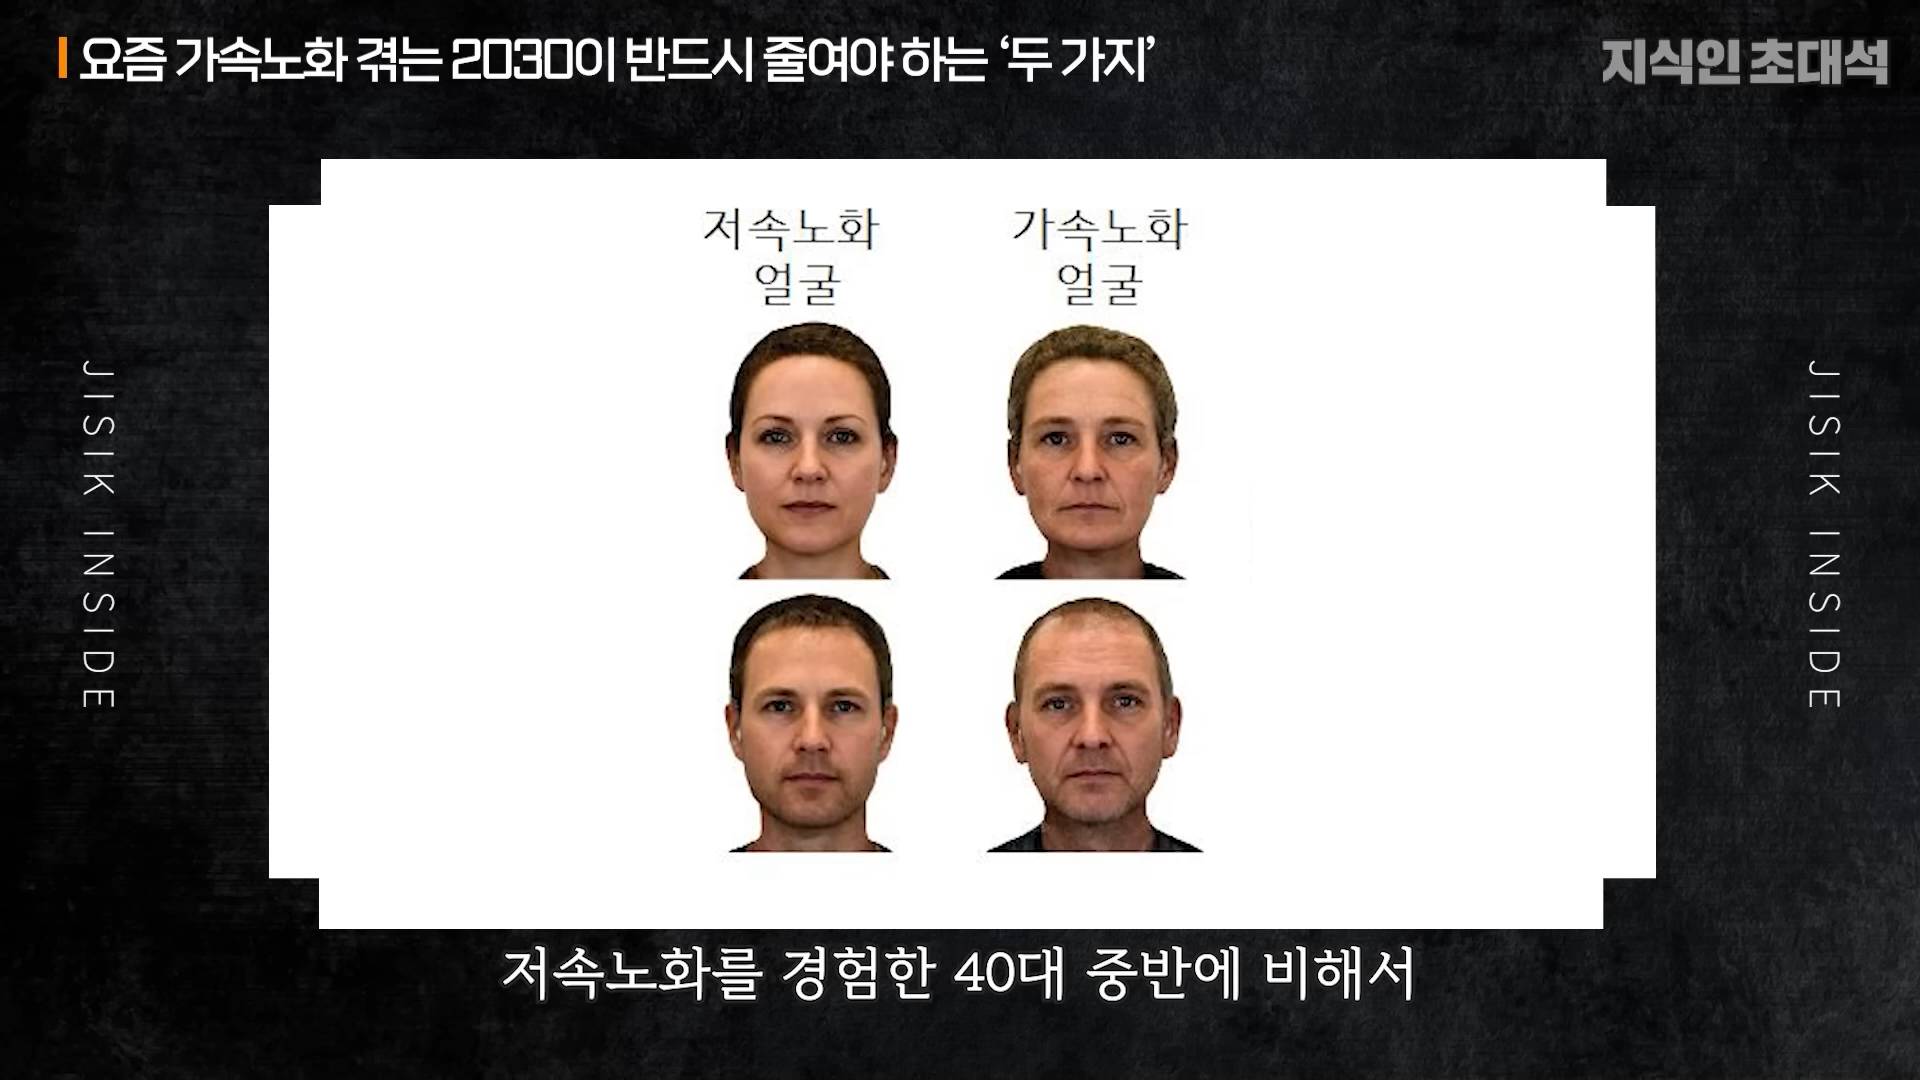 요즘 가속노화 겪는 2030이 반드시 줄여야 하는 ‘두 가지’
지식인 초대석
저속노화
얼굴
가속노화
얼굴
JISIK INSIDE
JISIK INSIDE
저속노화를 경험한 40대 중반에 비해서